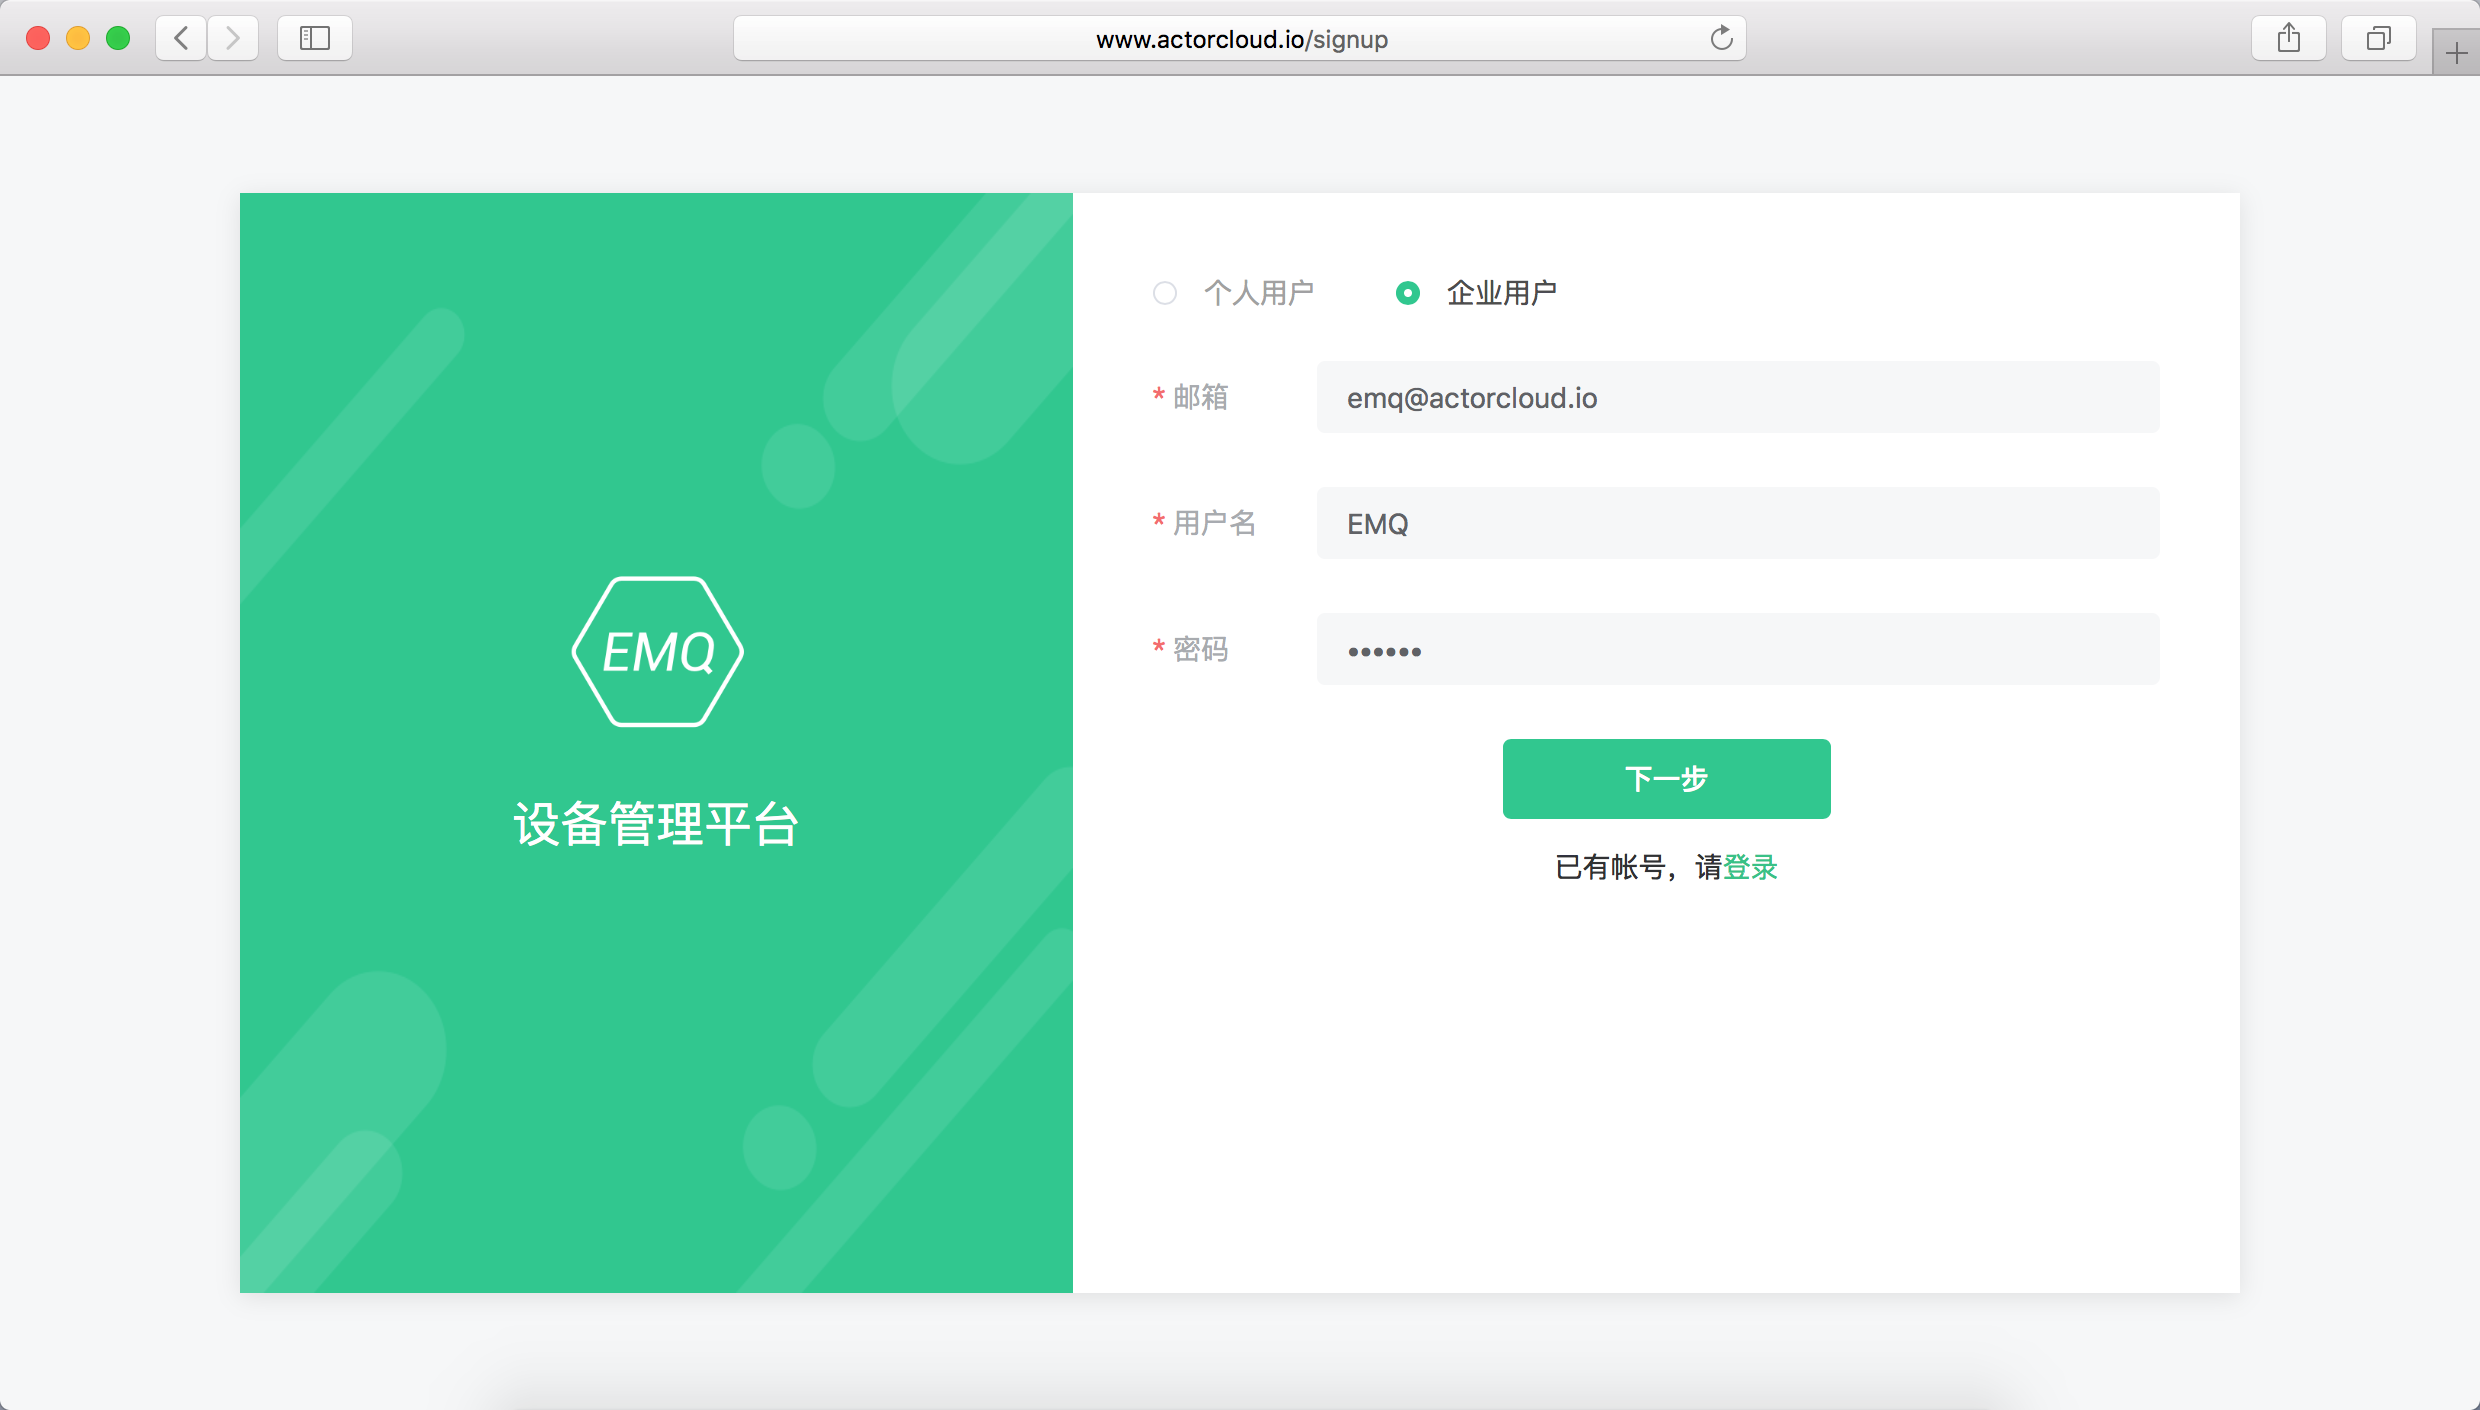 www.actorcloud.io/signup
EMQ
设备管理平台
个人用户 企业用户
* 邮箱 emq@actorcloud.io
* 用户名 EMQ
* 密码 ••••••
下一步
已有帐号，请登录